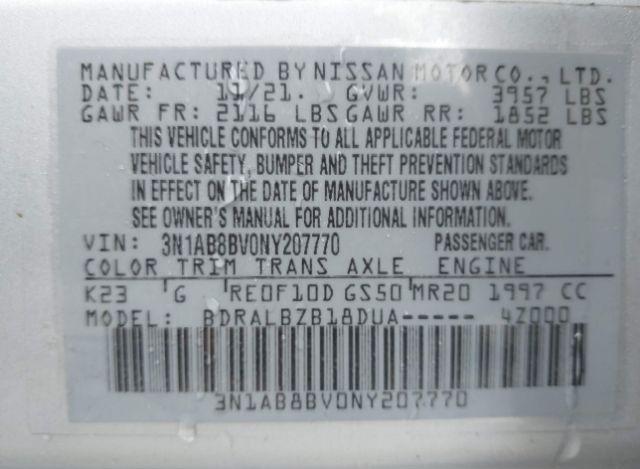 MANUFACTURED BY NISSAN MOTOR CO., LTD.
DATE: 11/21. GVWR: 3957 LBS
GAWR FR: 2116 LBS GAWR RR: 1852 LBS
THIS VEHICLE CONFORMS TO ALL APPLICABLE FEDERAL MOTOR
VEHICLE SAFETY, BUMPER AND THEFT PREVENTION STANDARDS
IN EFFECT ON THE DATE OF MANUFACTURE SHOWN ABOVE.
SEE OWNER'S MANUAL FOR ADDITIONAL INFORMATION.
VIN: 3N1AB8BV0NY207770 PASSENGER CAR.
COLOR TRIM TRANS AXLE ENGINE
K23 G RE0F10D GS50 MR20 1997 CC
MODEL: BDRALBZB18DUA----- 4Z000
3N1AB8BV0NY207770